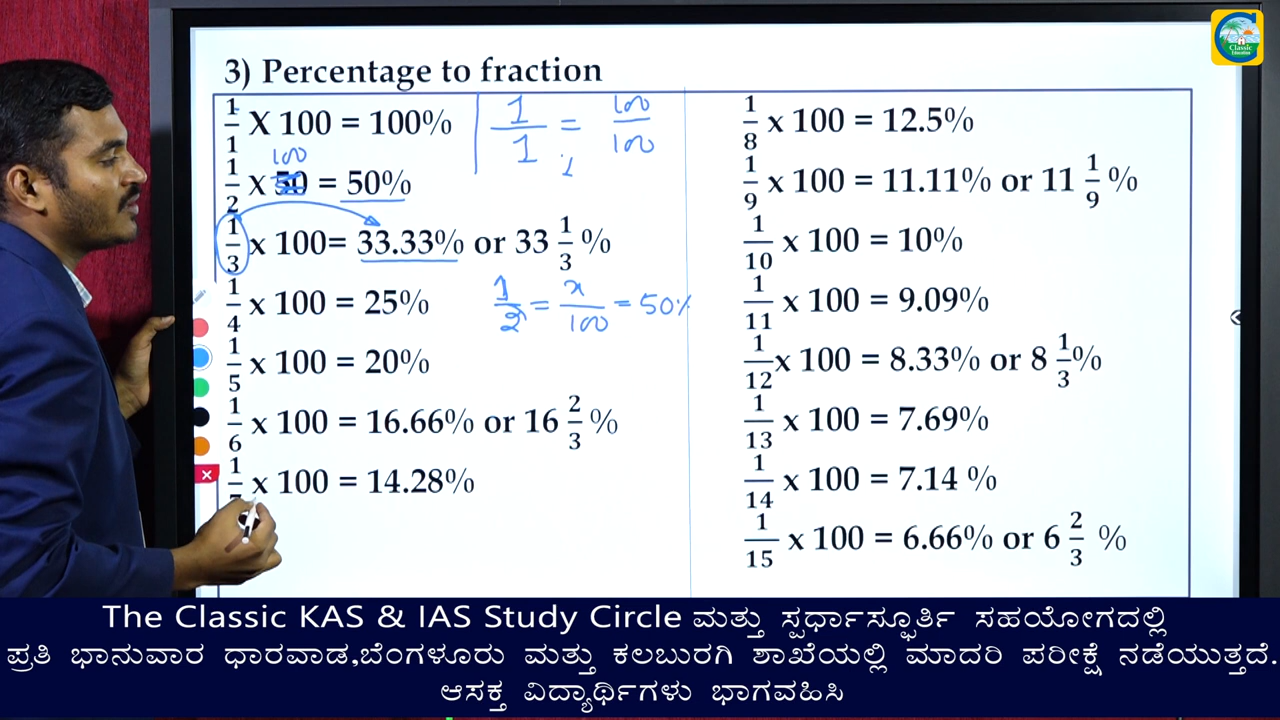 Classic
Education
3) Percentage to fraction
1/1 X 100 = 100%
1/1 = 100/100
1/2 x 50 = 50%
100
%
1/3 x 100= 33.33% or 33 1/3 %
1/4 x 100 = 25%
1/2 = x/100 = 50%
1/5 x 100 = 20%
1/6 x 100 = 16.66% or 16 2/3 %
1/7 x 100 = 14.28%
1/8 x 100 = 12.5%
1/9 x 100 = 11.11% or 11 1/9 %
1/10 x 100 = 10%
1/11 x 100 = 9.09%
1/12 x 100 = 8.33% or 8 1/3 %
1/13 x 100 = 7.69%
1/14 x 100 = 7.14 %
1/15 x 100 = 6.66% or 6 2/3 %
The Classic KAS & IAS Study Circle ಮತ್ತು ಸ್ಪರ್ಧಾಸ್ಫೂರ್ತಿ ಸಹಯೋಗದಲ್ಲಿ
ಪ್ರತಿ ಭಾನುವಾರ ಧಾರವಾಡ,ಬೆಂಗಳೂರು ಮತ್ತು ಕಲಬುರಗಿ ಶಾಖೆಯಲ್ಲಿ ಮಾದರಿ ಪರೀಕ್ಷೆ ನಡೆಯುತ್ತದೆ.
ಆಸಕ್ತ ವಿದ್ಯಾರ್ಥಿಗಳು ಭಾಗವಹಿಸಿ